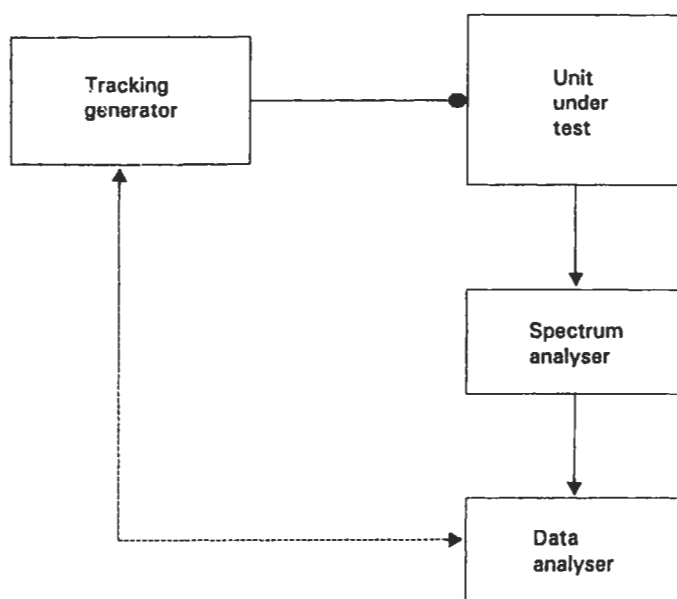 Tracking
generator
Unit
under
test
Spectrum
analyser
Data
analyser